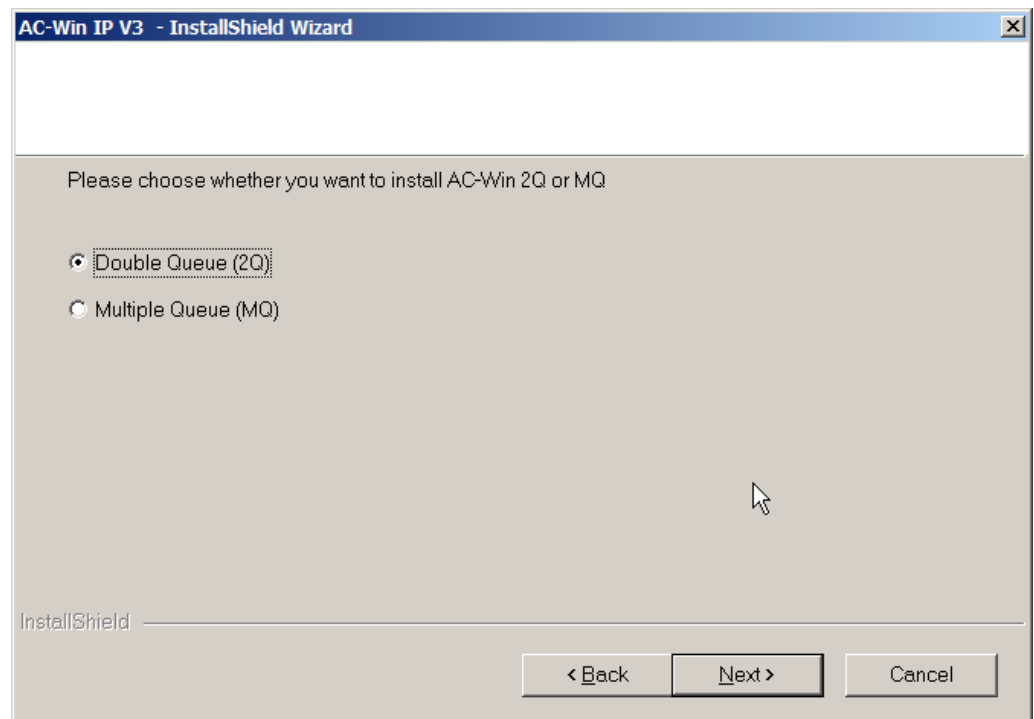 AC-Win IP V3 - InstallShield Wizard
Please choose whether you want to install AC-Win 2Q or MQ
Double Queue (2Q)
Multiple Queue (MQ)
InstallShield
< Back
Next >
Cancel